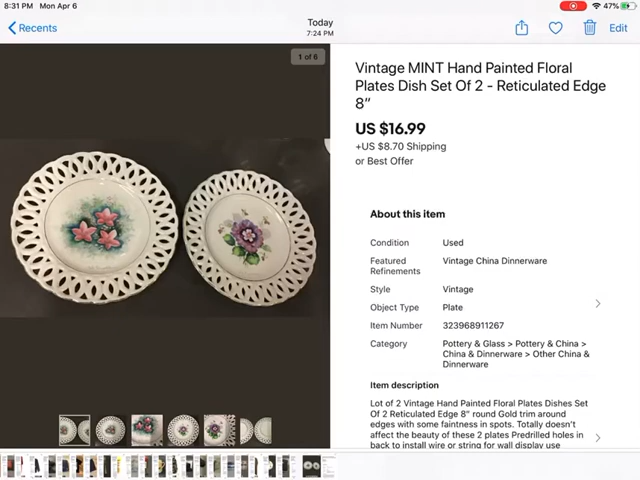 8:31 PM Mon Apr 6
47%
Recents
Today
7:24 PM
Edit
1 of 6
Vintage MINT Hand Painted Floral
Plates Dish Set Of 2 - Reticulated Edge
8"
US $16.99
+US $8.70 Shipping
or Best Offer
About this item
Condition Used
Featured Refinements Vintage China Dinnerware
Style Vintage
Object Type Plate
Item Number 323968911267
Category Pottery & Glass > Pottery & China >
China & Dinnerware > Other China &
Dinnerware
Item description
Lot of 2 Vintage Hand Painted Floral Plates Dishes Set
Of 2 Reticulated Edge 8" round Gold trim around
edges with some faintness in spots. Totally doesn't
affect the beauty of these 2 plates Predrilled holes in
back to install wire or string for wall display use